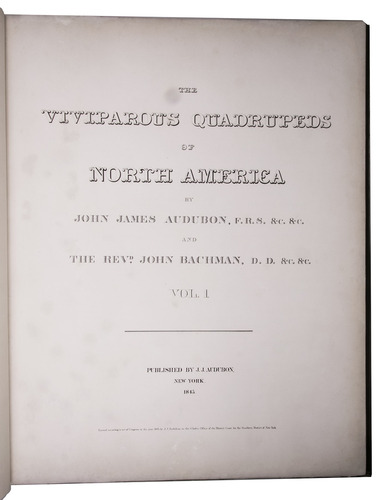 THE
VIVIPAROUS QUADRUPEDS
OF
NORTH AMERICA
BY
JOHN JAMES AUDUBON, F.R.S. &c. &c.
AND
THE REVD. JOHN BACHMAN, D. D. &c. &c.
VOL. I
PUBLISHED BY J.J. AUDUBON,
NEW YORK
1845